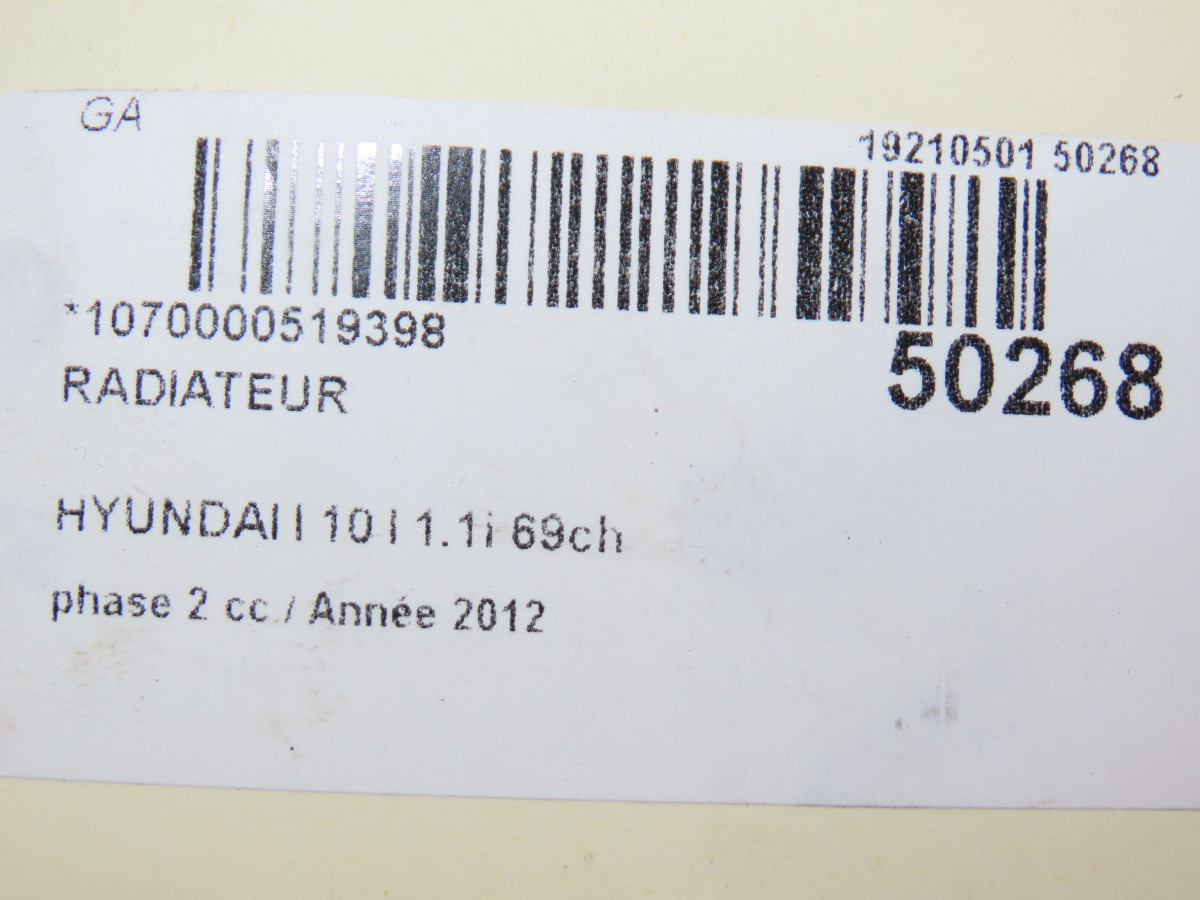 GA
19210501 50268
*1070000519398
50268
RADIATEUR
HYUNDAI I 10 I 1.1i 69ch
phase 2 cc / Année 2012